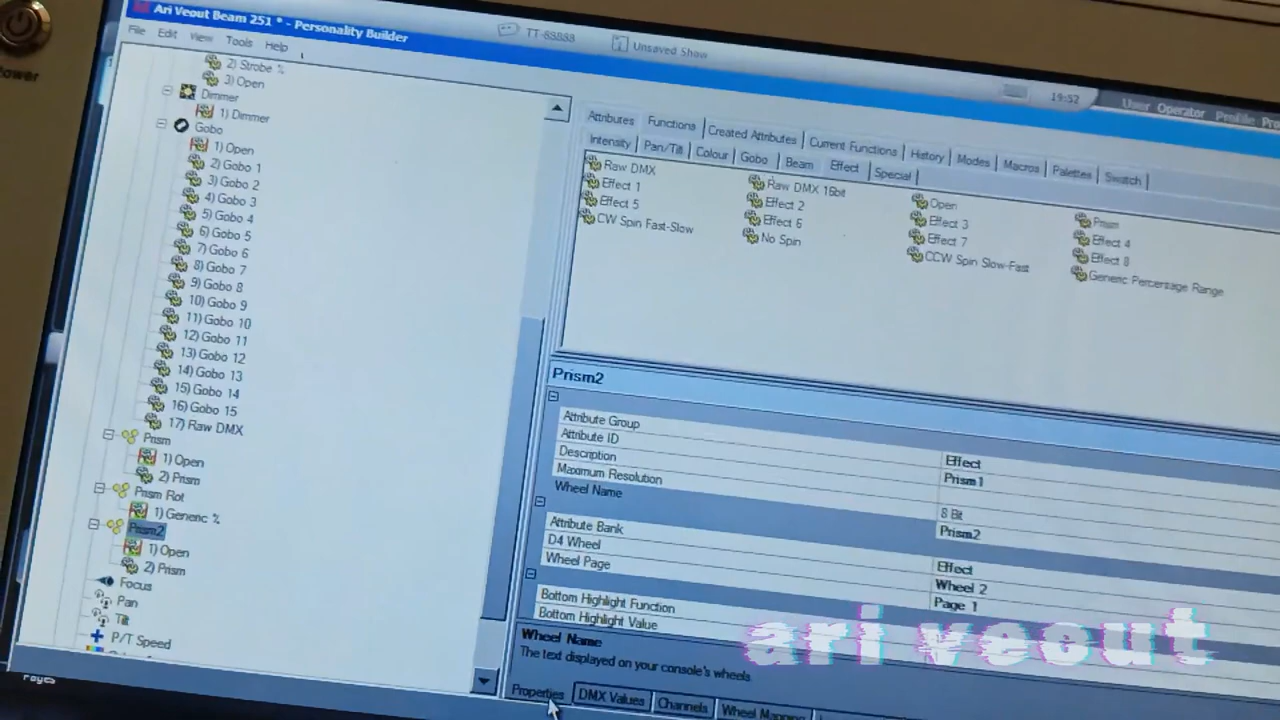 Ari Veout Beam 251 * - Personality Builder
TT-88888
Unsaved Show
19:52
User Operator Profile
Power
File Edit View Tools Help
2) Strobe %
3) Open
Dimmer
1) Dimmer
Gobo
1) Open
2) Gobo 1
3) Gobo 2
4) Gobo 3
5) Gobo 4
6) Gobo 5
7) Gobo 6
8) Gobo 7
9) Gobo 8
10) Gobo 9
11) Gobo 10
12) Gobo 11
13) Gobo 12
14) Gobo 13
15) Gobo 14
16) Gobo 15
17) Raw DMX
Prism
1) Open
2) Prism
Prism Rot
1) Generic %
Prism2
1) Open
2) Prism
Focus
Pan
Tilt
P/T Speed
Attributes Functions Created Attributes Current Functions History Modes Macros Palettes Swatch
Intensity Pan/Tilt Colour Gobo Beam Effect Special
Raw DMX Raw DMX 16bit Open Prism
Effect 1 Effect 2 Effect 3 Effect 4
Effect 5 Effect 6 Effect 7 Effect 8
CW Spin Fast-Slow No Spin CCW Spin Slow-Fast Generic Percentage Range
Prism2
Attribute Group Effect
Attribute ID Prism1
Description
Maximum Resolution 8 Bit
Wheel Name Prism2
Attribute Bank Effect
D4 Wheel Wheel 2
Wheel Page Page 1
Bottom Highlight Function
Bottom Highlight Value
Wheel Name
The text displayed on your console's wheels
Properties DMX Values Channels Wheel Mapping
ari veout